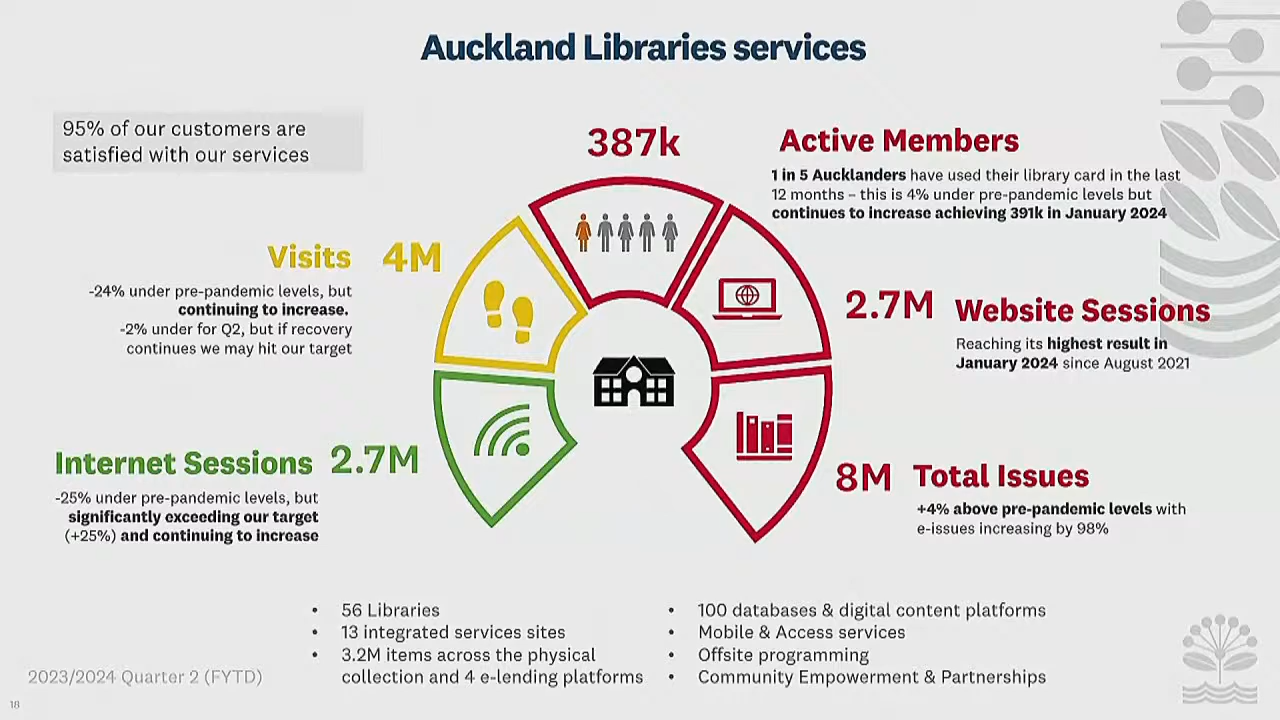 Auckland Libraries services
95% of our customers are
satisfied with our services
387k
Active Members
1 in 5 Aucklanders have used their library card in the last
12 months – this is 4% under pre-pandemic levels but
continues to increase achieving 391k in January 2024
Visits 4M
-24% under pre-pandemic levels, but
continuing to increase.
-2% under for Q2, but if recovery
continues we may hit our target
2.7M Website Sessions
Reaching its highest result in
January 2024 since August 2021
Internet Sessions 2.7M
-25% under pre-pandemic levels, but
significantly exceeding our target
(+25%) and continuing to increase
8M Total Issues
+4% above pre-pandemic levels with
e-issues increasing by 98%
• 56 Libraries
• 13 integrated services sites
• 3.2M items across the physical
collection and 4 e-lending platforms
• 100 databases & digital content platforms
• Mobile & Access services
• Offsite programming
• Community Empowerment & Partnerships
2023/2024 Quarter 2 (FYTD)
18